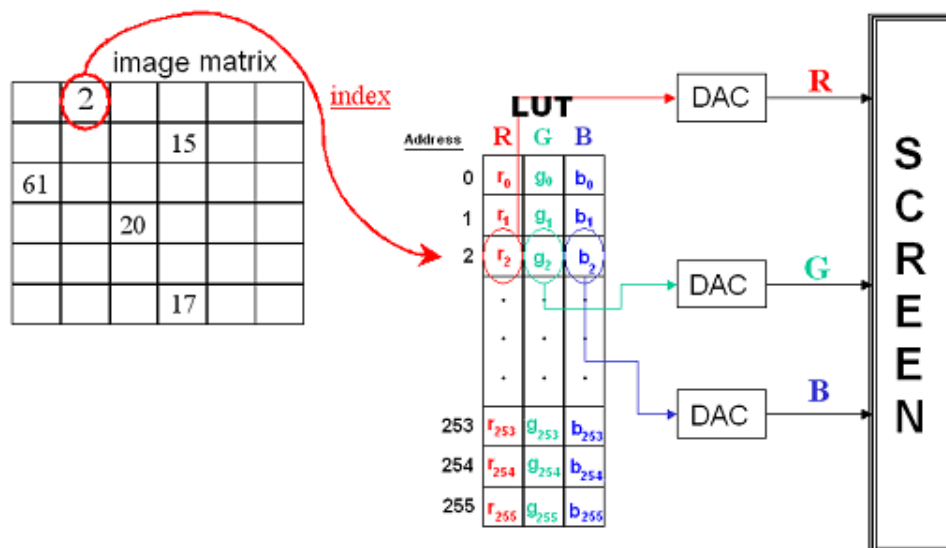 image matrix
2
index
15
61
20
17
LUT
Address R G B
0 r0 g0 b0
1 r1 g1 b1
2 r2 g2 b2
. . .
. . .
. . .
253 r253 g253 b253
254 r254 g254 b254
255 r255 g255 b255
DAC R
DAC G
DAC B
SCREEN